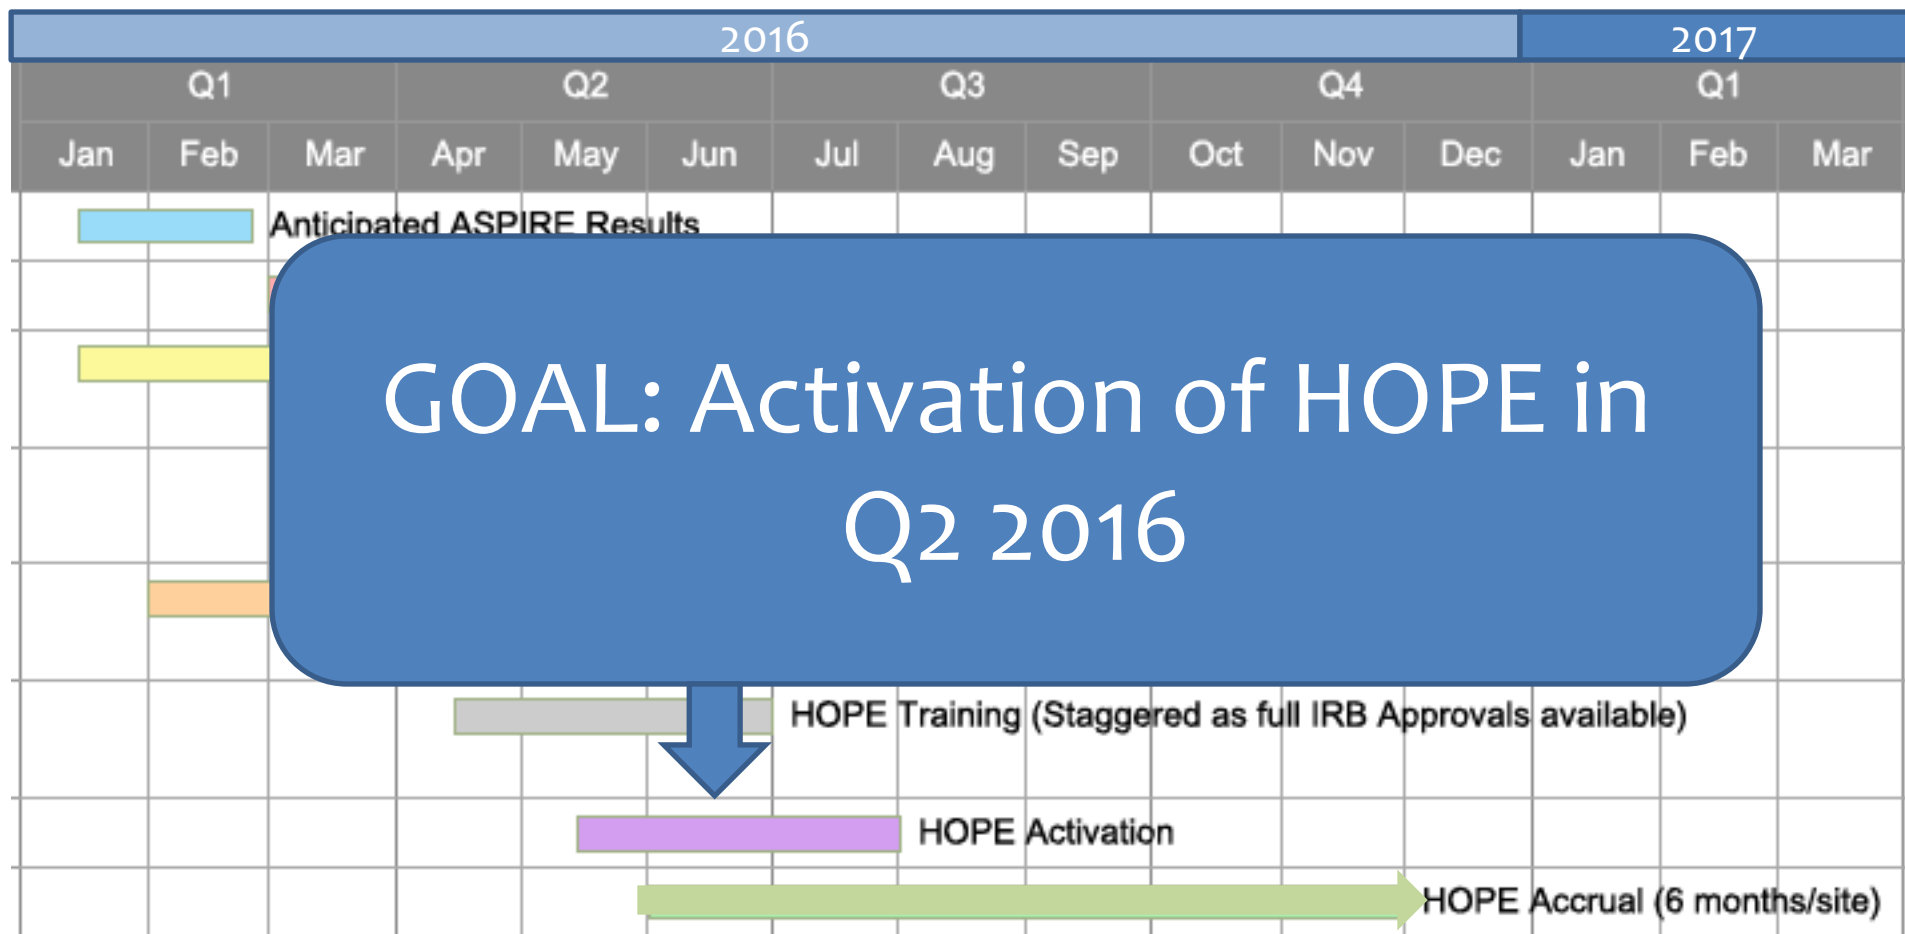 2016 2017
Q1 Q2 Q3 Q4 Q1
Jan Feb Mar Apr May Jun Jul Aug Sep Oct Nov Dec Jan Feb Mar
Anticipated ASPIRE Results
GOAL: Activation of HOPE in
Q2 2016
HOPE Training (Staggered as full IRB Approvals available)
HOPE Activation
HOPE Accrual (6 months/site)